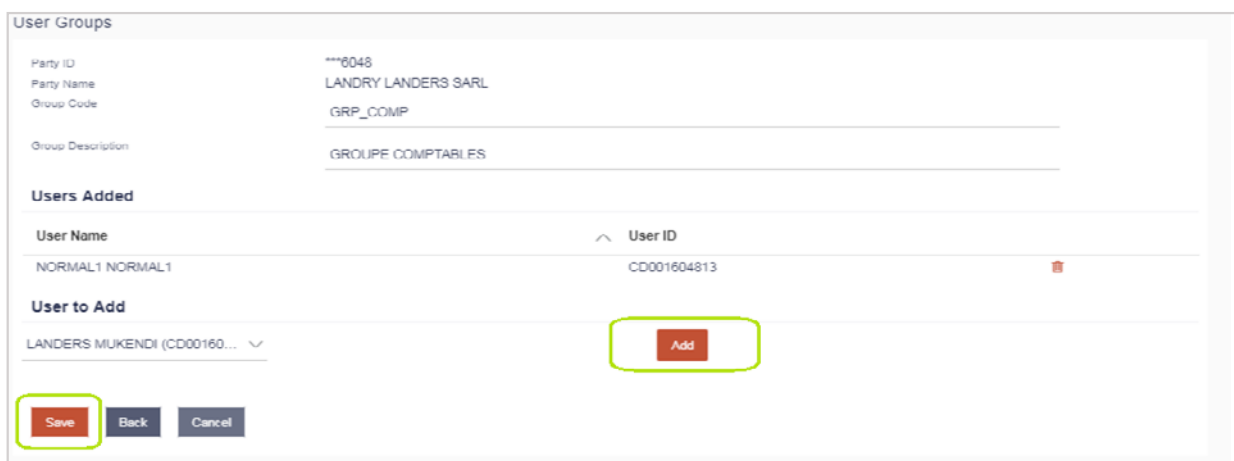 User Groups
Party ID ***6048
Party Name LANDRY LANDERS SARL
Group Code GRP_COMP
Group Description GROUPE COMPTABLES
Users Added
User Name User ID
NORMAL1 NORMAL1 CD001604813
User to Add
LANDERS MUKENDI (CD00160... Add
Save Back Cancel